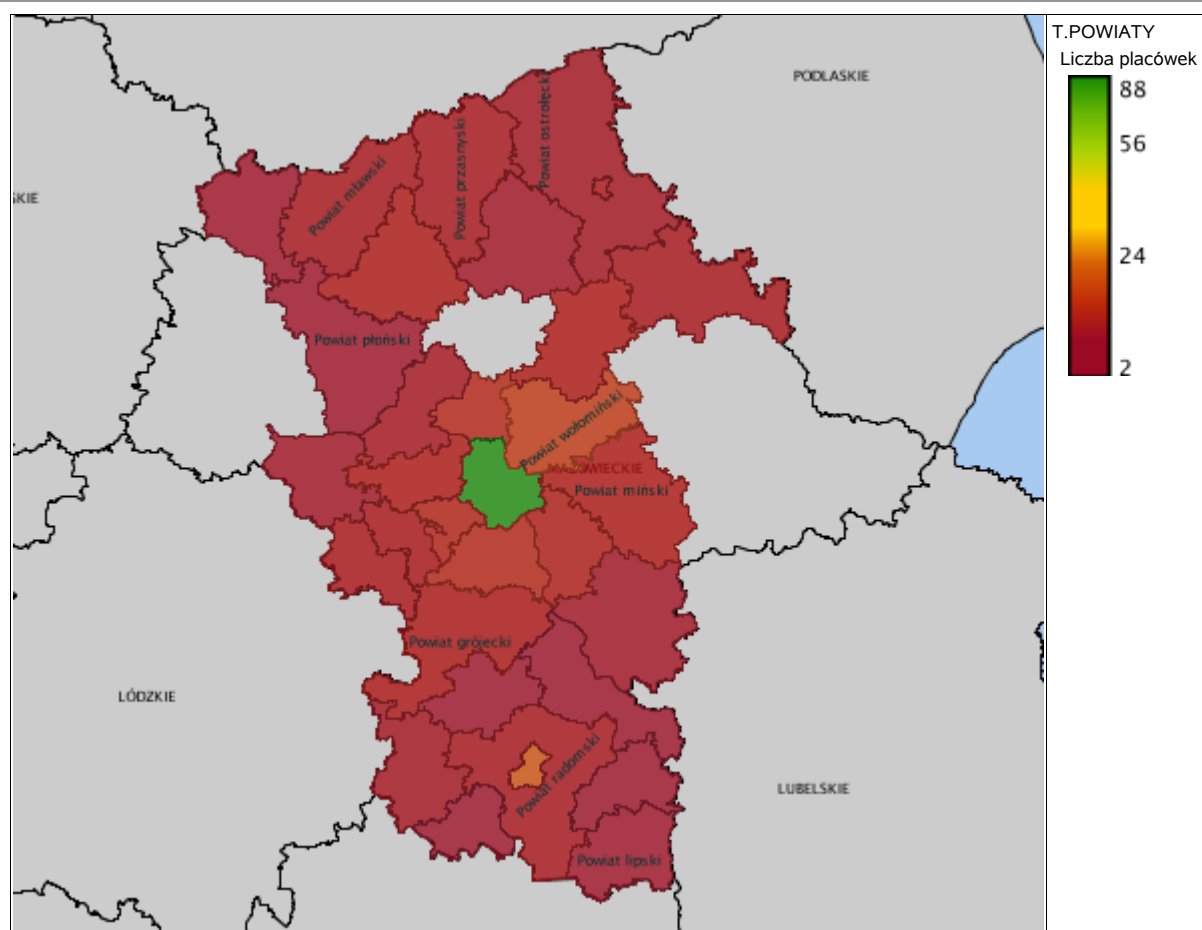 T.POWIATY
Liczba placówek
88
56
24
2
PODLASKIE
SKIE
Powiat mławski
Powiat przasnyski
Powiat ostrołęcki
Powiat płoński
Powiat wołomiński
MAZOWIECKIE
Powiat miński
Powiat grójecki
ŁÓDZKIE
Powiat radomski
LUBELSKIE
Powiat lipski